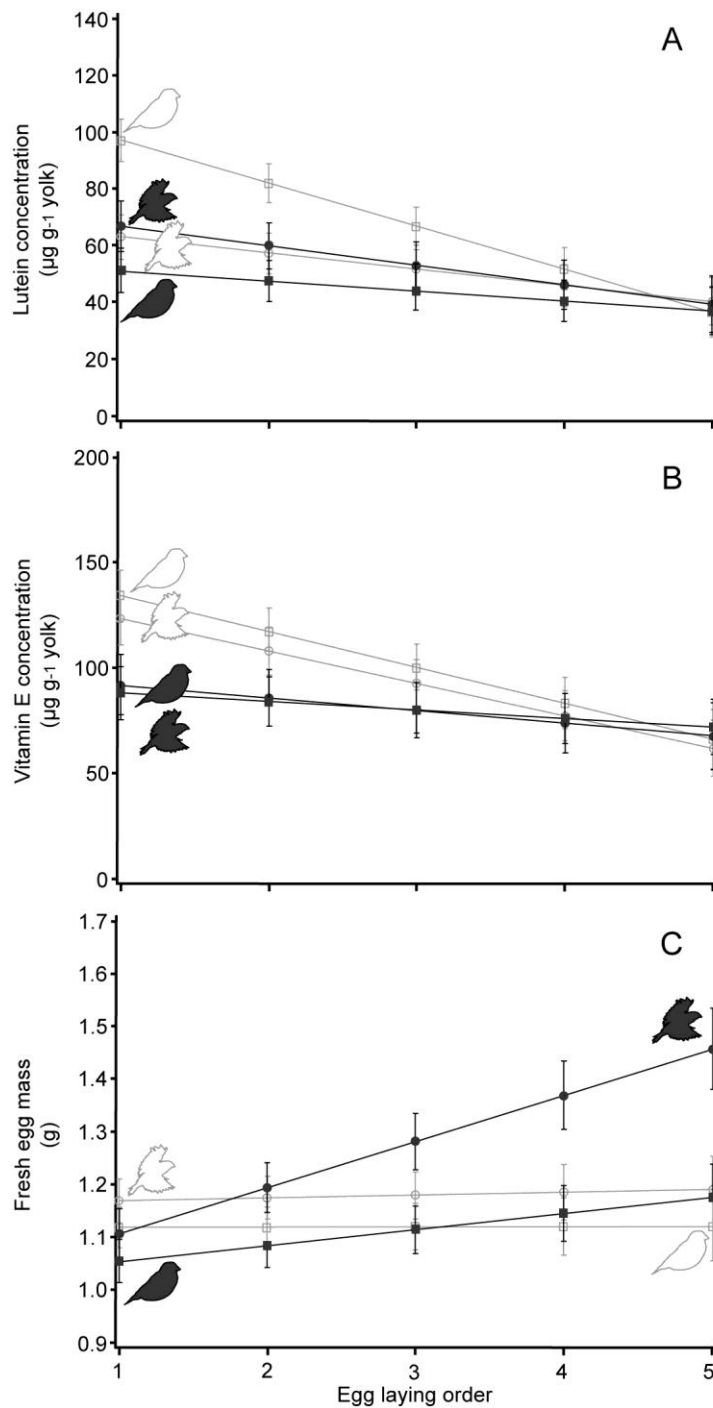 A
Lutein concentration
(µg g-1 yolk)
140
120
100
80
60
40
20
0
B
Vitamin E concentration
(µg g-1 yolk)
200
150
100
50
0
C
Fresh egg mass
(g)
1.7
1.6
1.5
1.4
1.3
1.2
1.1
1.0
0.9
1 2 3 4 5
Egg laying order